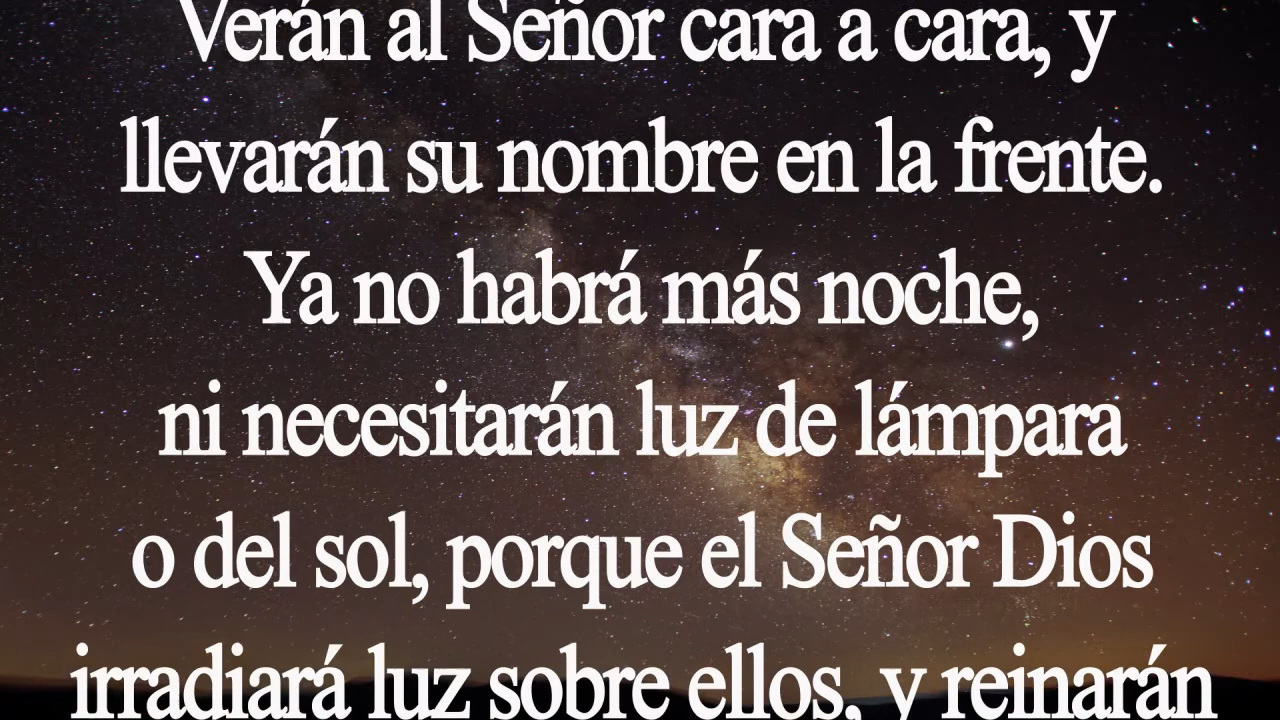 Verán al Señor cara a cara, y
llevarán su nombre en la frente.
Ya no habrá más noche,
ni necesitarán luz de lámpara
o del sol, porque el Señor Dios
irradiará luz sobre ellos, y reinarán